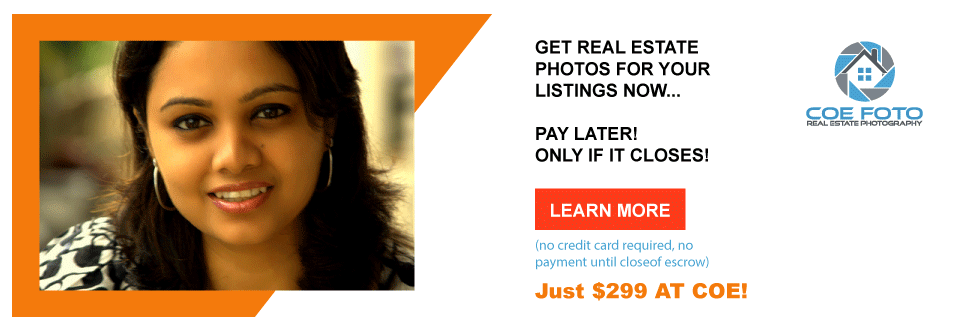 GET REAL ESTATE
PHOTOS FOR YOUR
LISTINGS NOW...
PAY LATER!
ONLY IF IT CLOSES!
LEARN MORE
(no credit card required, no
payment until closeof escrow)
Just $299 AT COE!
COE FOTO
REAL ESTATE PHOTOGRAPHY